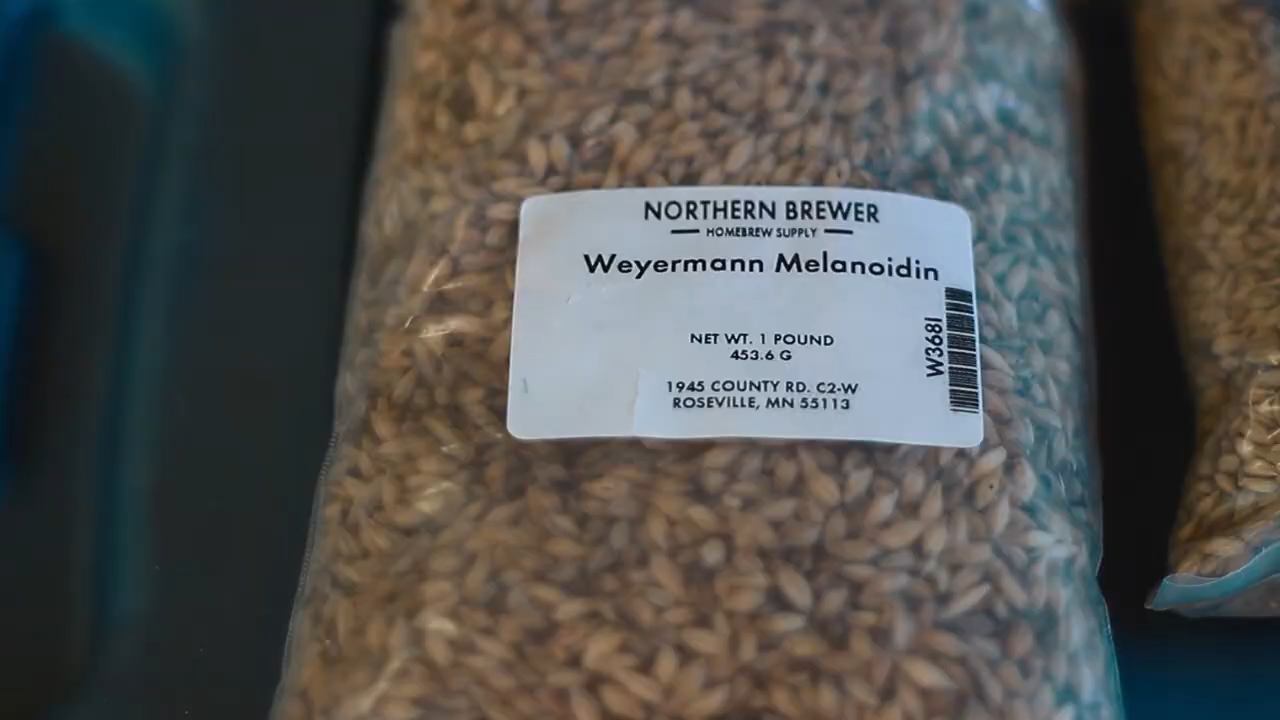 NORTHERN BREWER
HOMEBREW SUPPLY
Weyermann Melanoidin
NET WT. 1 POUND
453.6 G
1945 COUNTY RD. C2-W
ROSEVILLE, MN 55113
W368I